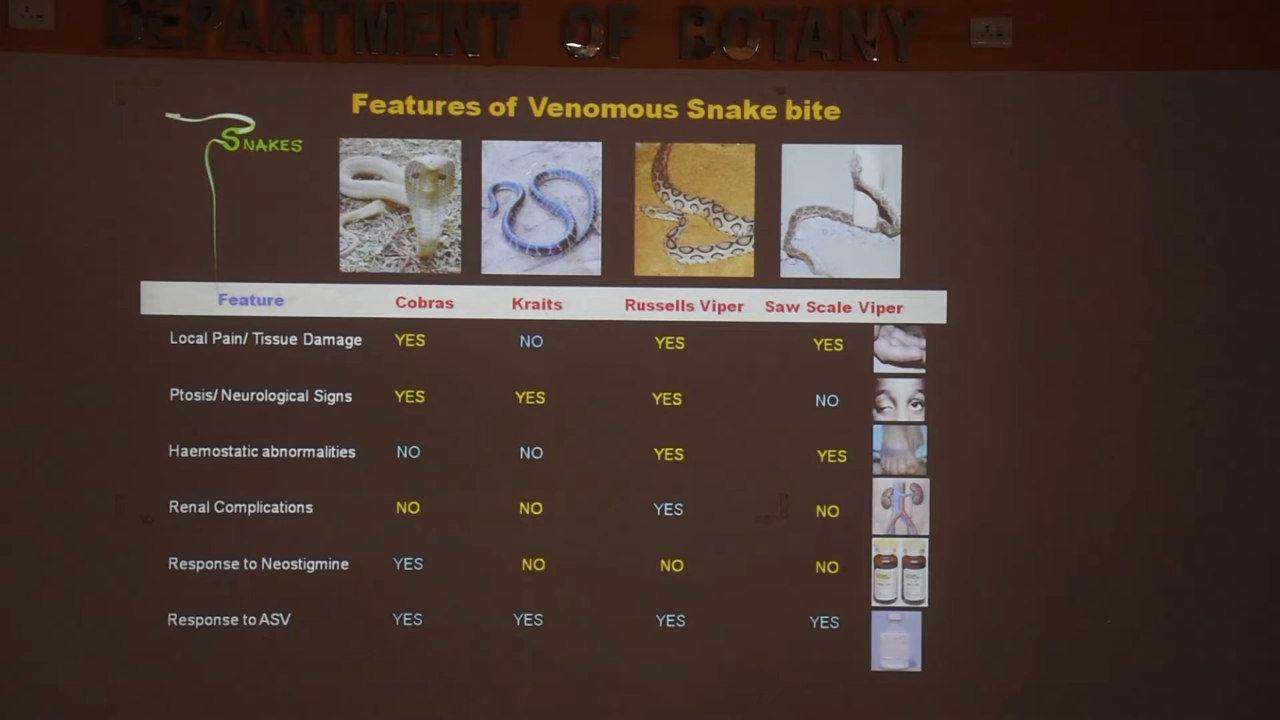 DEPARTMENT OF BOTANY
Features of Venomous Snake bite
SNAKES
Feature Cobras Kraits Russells Viper Saw Scale Viper
Local Pain/ Tissue Damage YES NO YES YES
Ptosis/ Neurological Signs YES YES YES NO
Haemostatic abnormalities NO NO YES YES
Renal Complications NO NO YES NO
Response to Neostigmine YES NO NO NO
Response to ASV YES YES YES YES